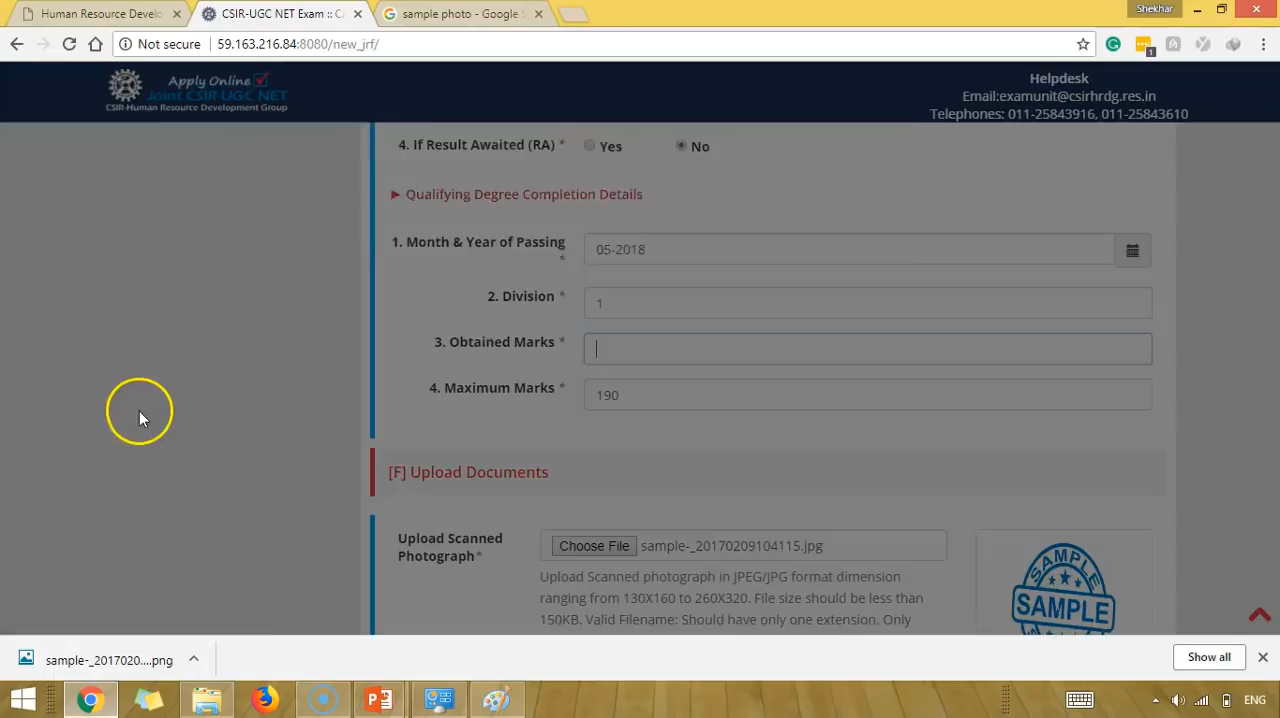 Human Resource Develo
CSIR-UGC NET Exam :: C
sample photo - Google
Shekhar
Not secure
59.163.216.84:8080/new_jrf/
1
Apply Online
Joint CSIR-UGC NET
CSIR-Human Resource Development Group
Helpdesk
Email:examunit@csirhrdg.res.in
Telephones: 011-25843916, 011-25843610
4. If Result Awaited (RA) * Yes No
► Qualifying Degree Completion Details
1. Month & Year of Passing
*
05-2018
2. Division * 1
3. Obtained Marks *
4. Maximum Marks * 190
[F] Upload Documents
Upload Scanned
Photograph*
Choose File sample-_20170209104115.jpg
Upload Scanned photograph in JPEG/JPG format dimension
ranging from 130X160 to 260X320. File size should be less than
150KB. Valid Filename: Should have only one extension. Only
SAMPLE
SAMPLE
sample-_2017020....png
Show all
ENG